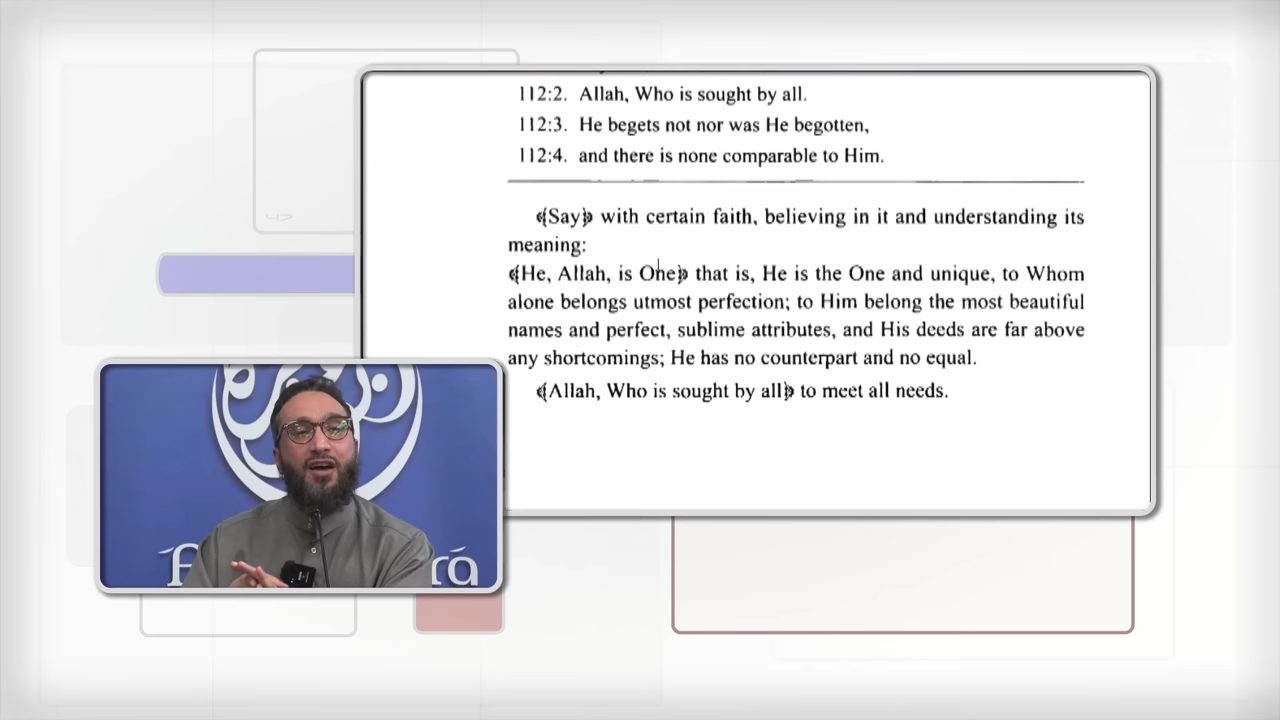 112:2. Allah, Who is sought by all.
112:3. He begets not nor was He begotten,
112:4. and there is none comparable to Him.
﴾Say﴿ with certain faith, believing in it and understanding its
meaning:
﴾He, Allah, is One﴿ that is, He is the One and unique, to Whom
alone belongs utmost perfection; to Him belong the most beautiful
names and perfect, sublime attributes, and His deeds are far above
any shortcomings; He has no counterpart and no equal.
﴾Allah, Who is sought by all﴿ to meet all needs.